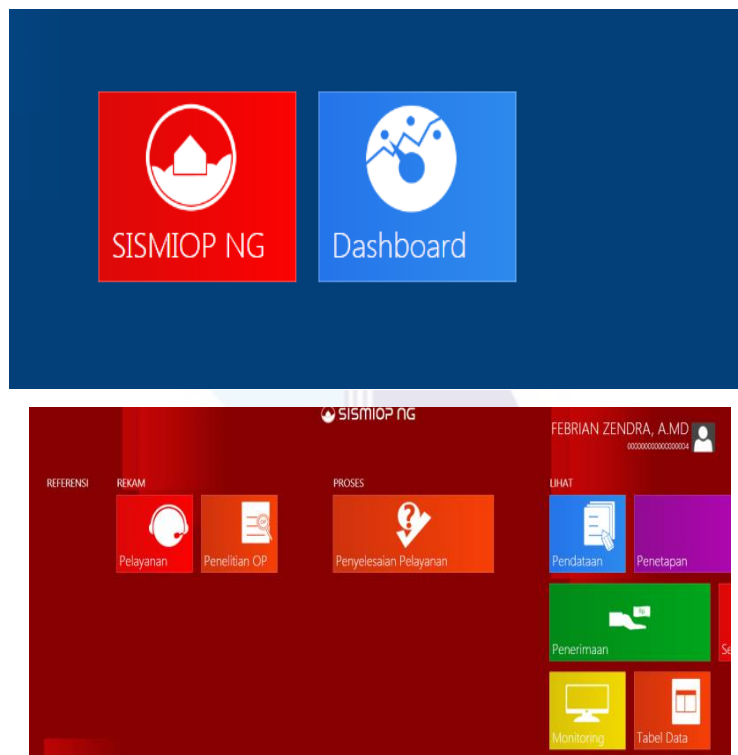 SISMIOP NG
Dashboard
SISMIOP NG
FEBRIAN ZENDRA, A.MD
REFERENSI
REKAM
PROSES
LIHAT
Pelayanan
Penelitian OP
Penyelesaian Pelayanan
Pendataan
Penetapan
Penerimaan
Se
Monitoring
Tabel Data